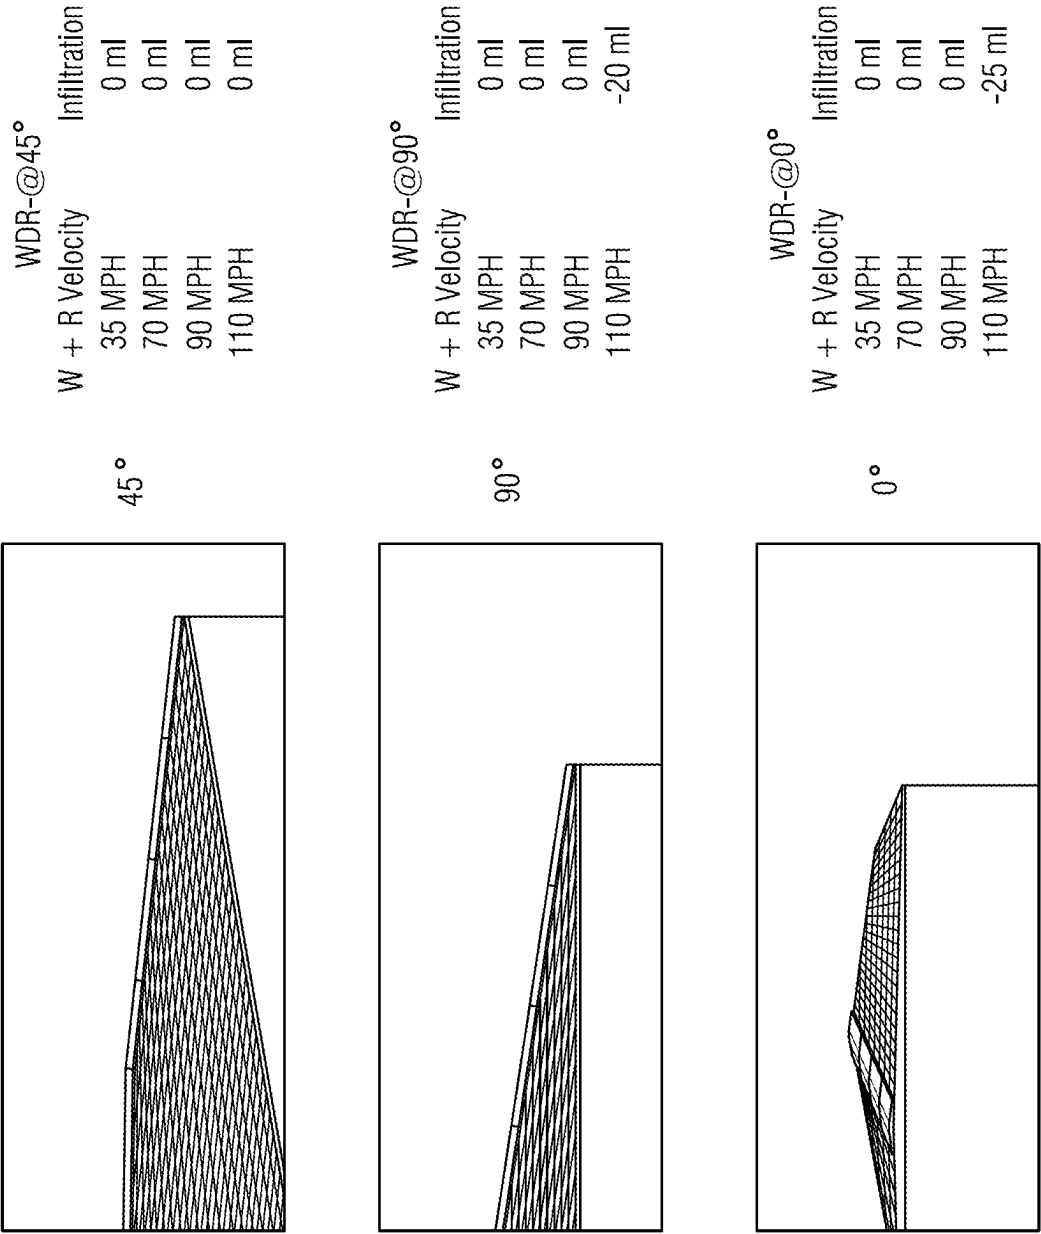 45°
WDR-@45°
W + R Velocity Infiltration
35 MPH 0 ml
70 MPH 0 ml
90 MPH 0 ml
110 MPH 0 ml
90°
WDR-@90°
W + R Velocity Infiltration
35 MPH 0 ml
70 MPH 0 ml
90 MPH 0 ml
110 MPH -20 ml
0°
WDR-@0°
W + R Velocity Infiltration
35 MPH 0 ml
70 MPH 0 ml
90 MPH 0 ml
110 MPH -25 ml